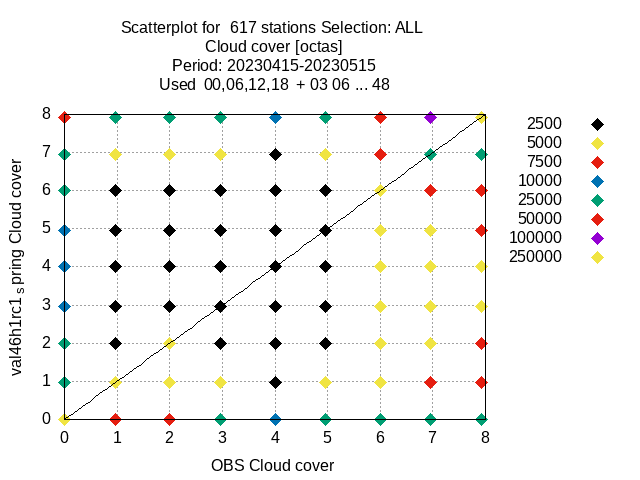 Scatterplot for 617 stations Selection: ALL
Cloud cover [octas]
Period: 20230415-20230515
Used 00,06,12,18 + 03 06 ... 48
8
7
6
5
4
3
2
1
0
val46h1rc1 s pring Cloud cover
0 1 2 3 4 5 6 7 8
OBS Cloud cover
2500
5000
7500
10000
25000
50000
100000
250000